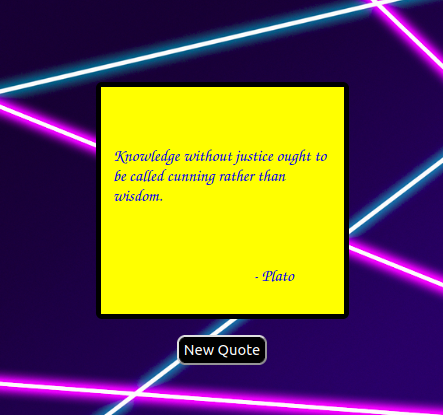 Knowledge without justice ought to
be called cunning rather than
wisdom.
- Plato
New Quote